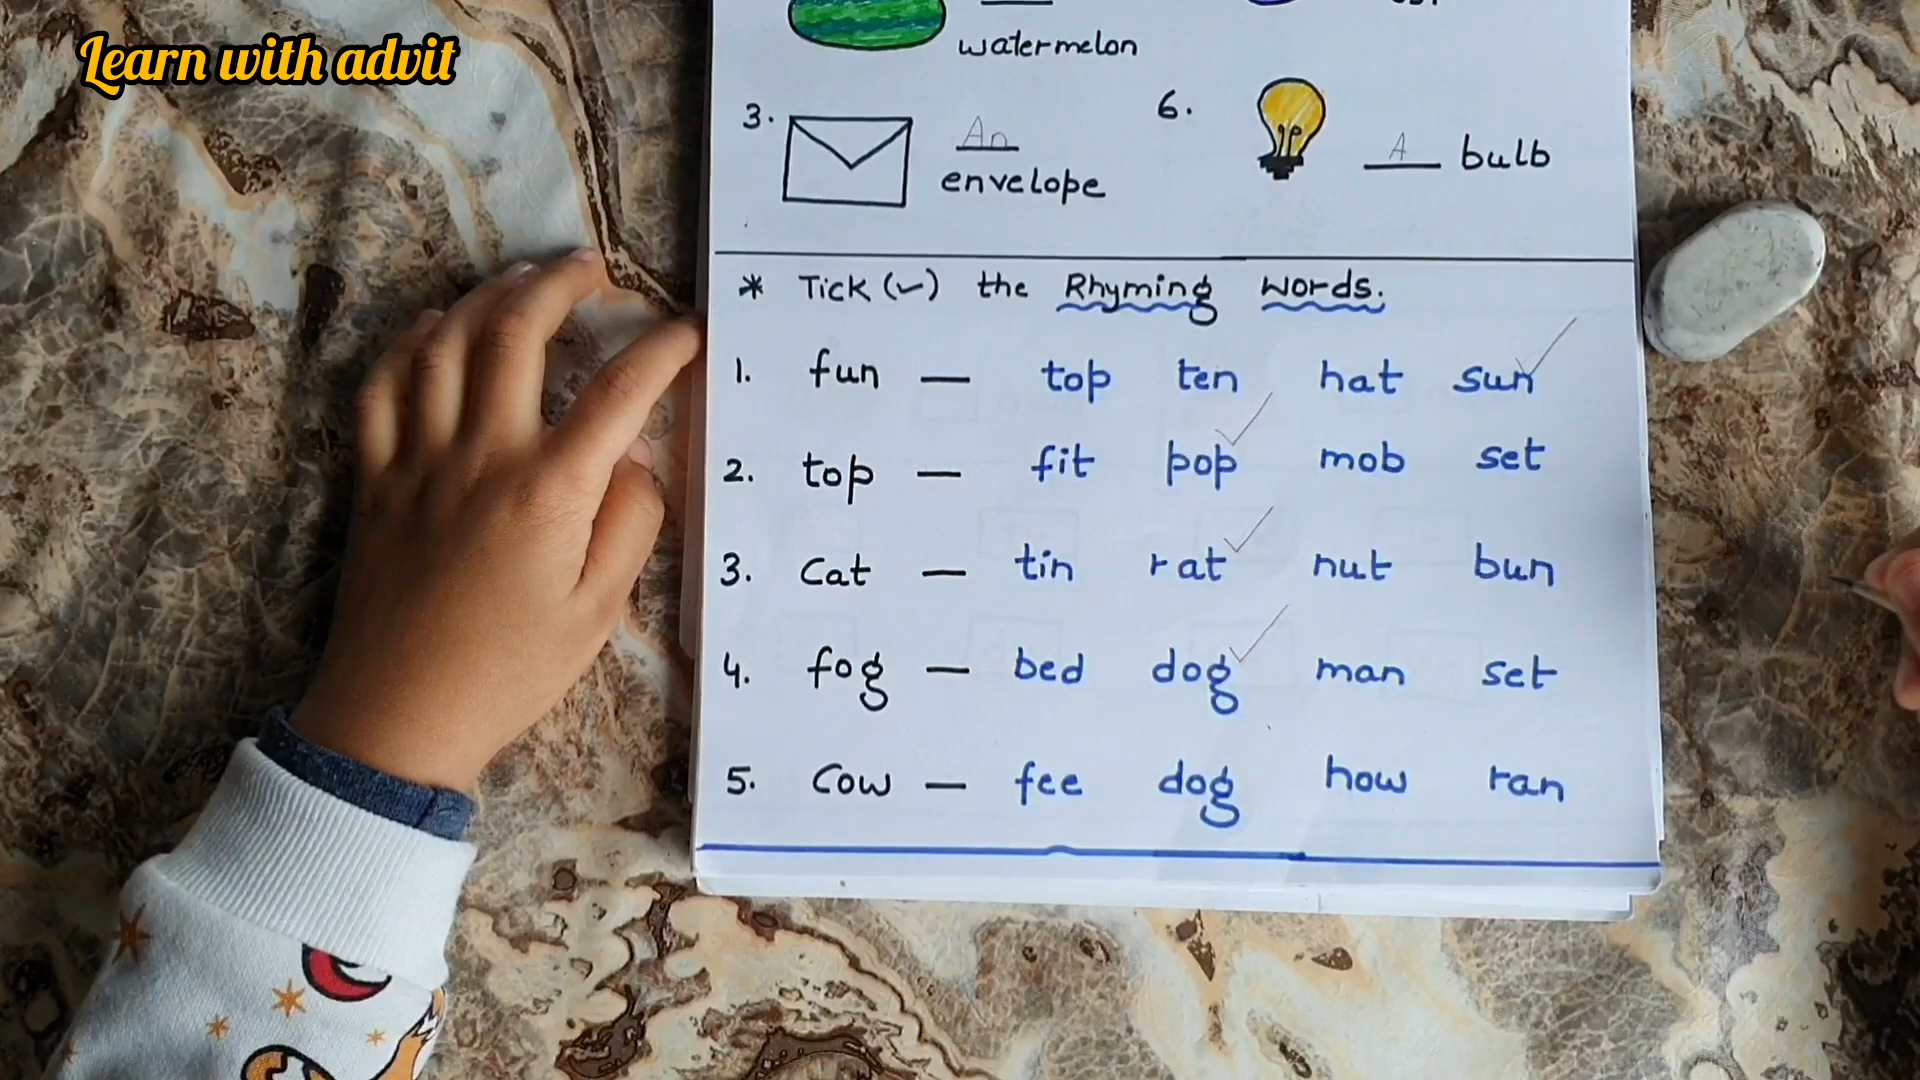 Learn with advit
watermelon
3. An envelope
6. A bulb
* Tick (✓) the Rhyming words.
1. fun — top ten hat sun ✓
2. top — fit pop ✓ mob set
3. Cat — tin rat ✓ nut bun
4. fog — bed dog ✓ man set
5. Cow — fee dog how ran